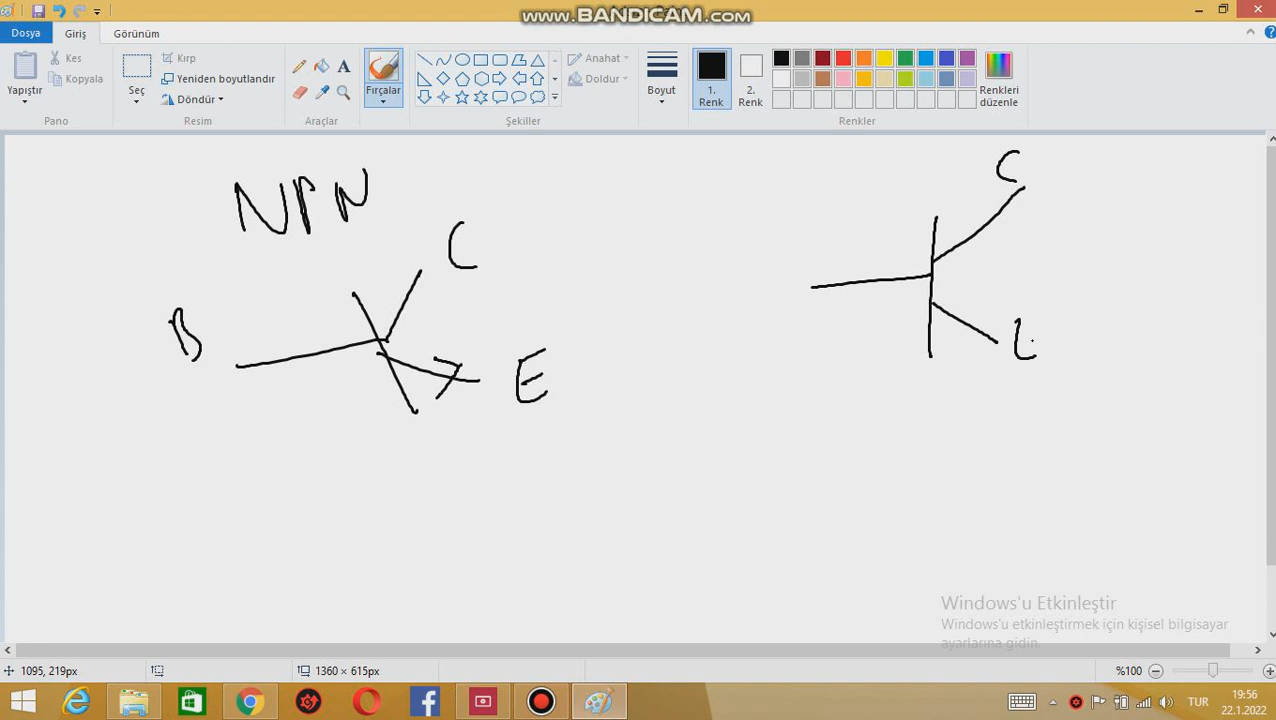 www.BANDICAM.com
Dosya
Giriş
Görünüm
Yapıştır
Kes
Kopyala
Pano
Seç
Kırp
Yeniden boyutlandır
Döndür
Resim
A
Fırçalar
Araçlar
Anahat
Doldur
Şekiller
Boyut
1. Renk
2. Renk
Renkleri düzenle
Renkler
NPN
C
B
E
C
Windows'u Etkinleştir
Windows'u etkinleştirmek için kişisel bilgisayar
ayarlarına gidin.
1095, 219px
1360 × 615px
%100
TUR
19:56
22.1.2022